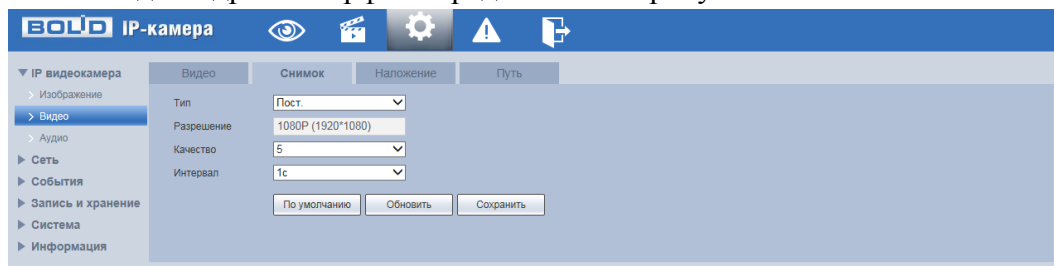 BOLID IP-камера
IP видеокамера
Изображение
Видео
Аудио
Сеть
События
Запись и хранение
Система
Информация
Видео Снимок Наложение Путь
Тип Пост.
Разрешение 1080P (1920*1080)
Качество 5
Интервал 1с
По умолчанию Обновить Сохранить